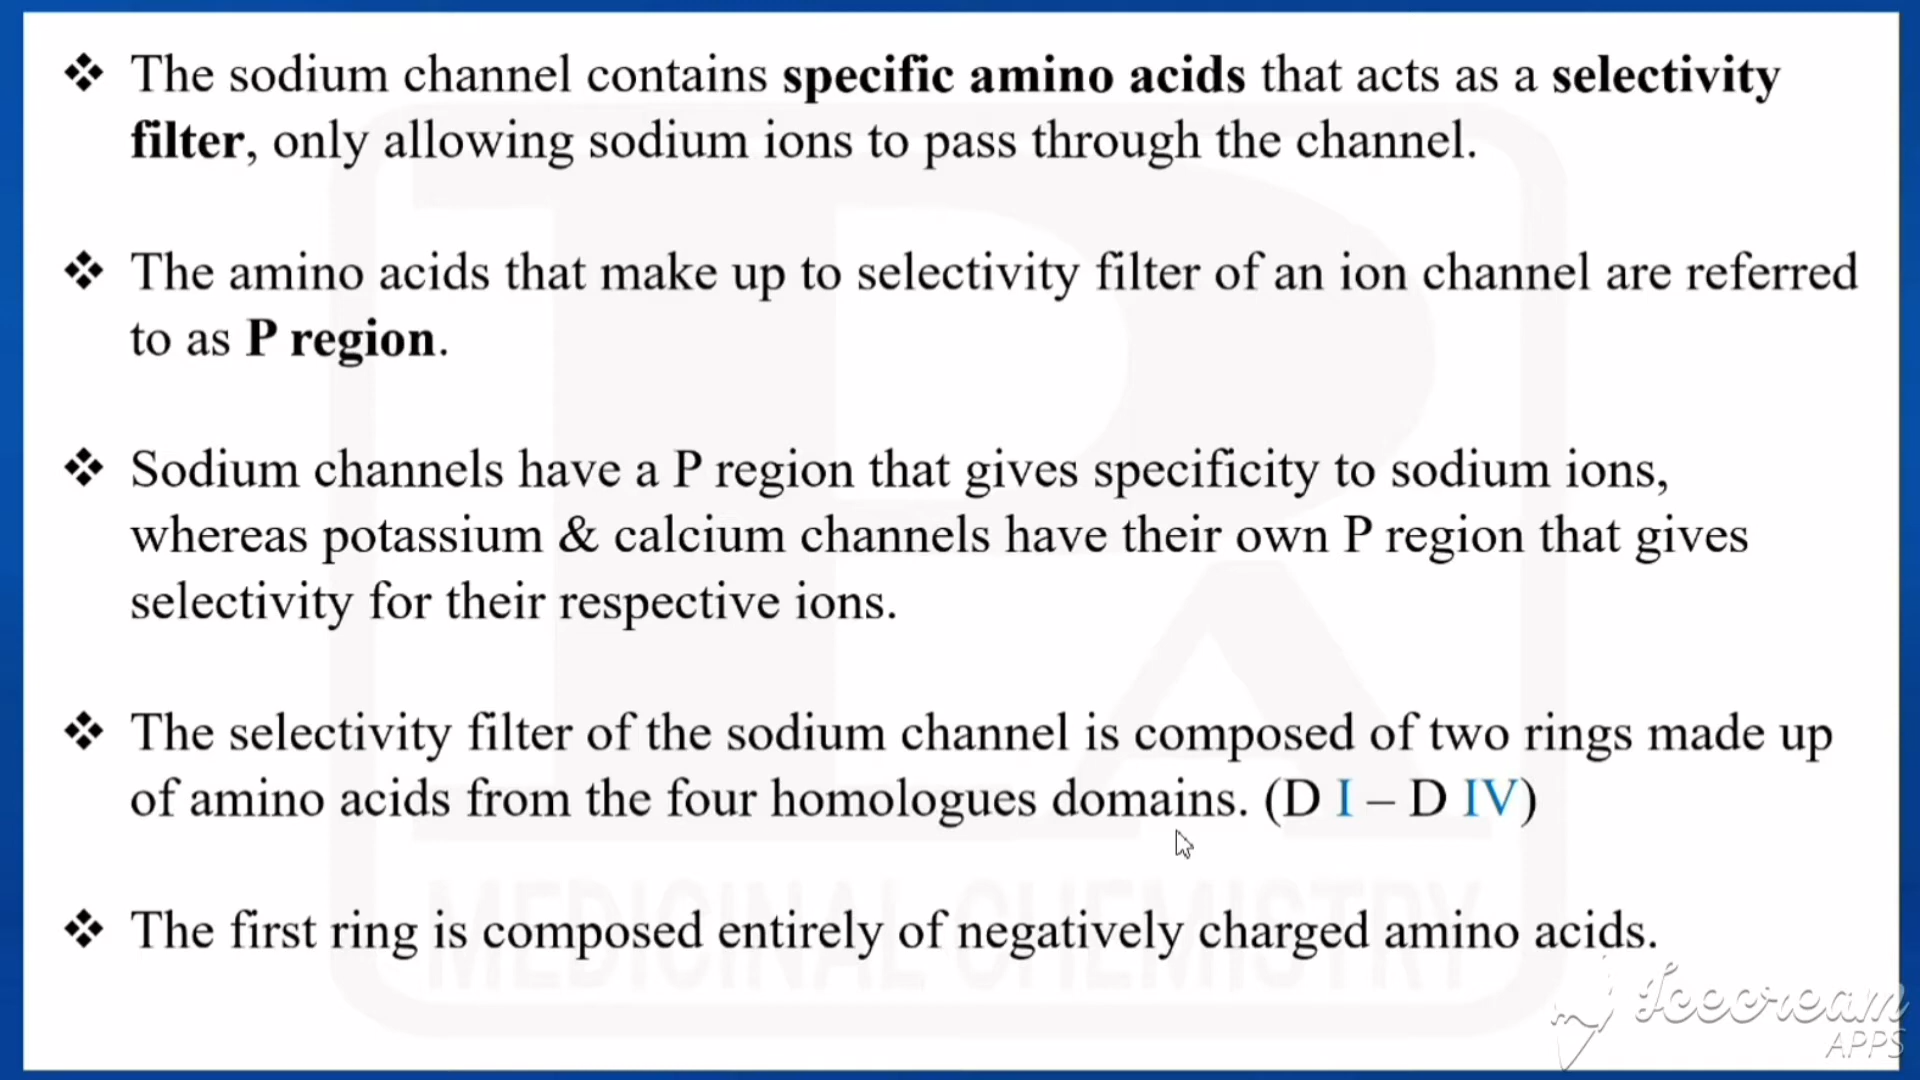 ❖ The sodium channel contains specific amino acids that acts as a selectivity
filter, only allowing sodium ions to pass through the channel.
❖ The amino acids that make up to selectivity filter of an ion channel are referred
to as P region.
❖ Sodium channels have a P region that gives specificity to sodium ions,
whereas potassium & calcium channels have their own P region that gives
selectivity for their respective ions.
❖ The selectivity filter of the sodium channel is composed of two rings made up
of amino acids from the four homologues domains. (D I – D IV)
❖ The first ring is composed entirely of negatively charged amino acids.
MEDICINAL CHEMISTRY
Icecream
APPS